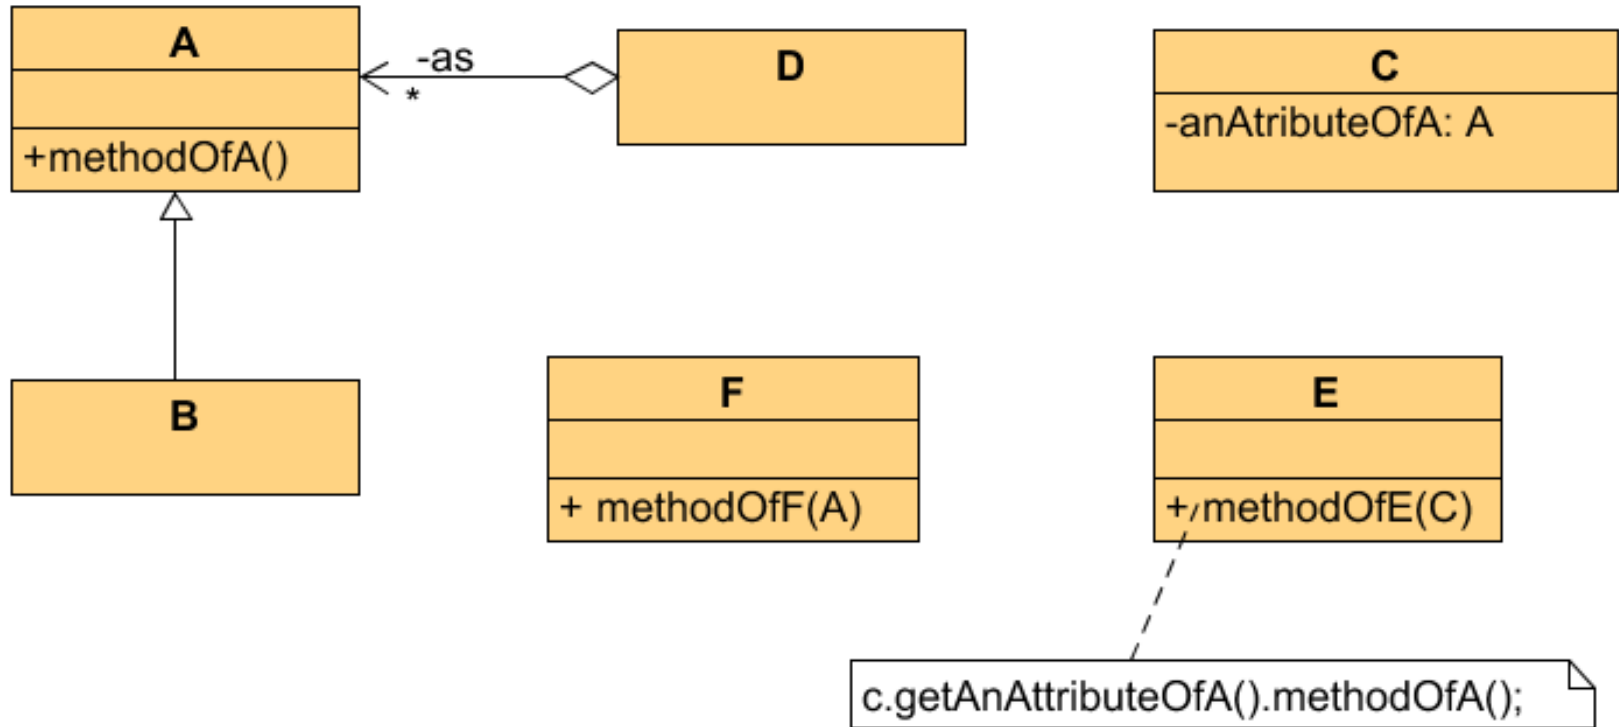 A
+methodOfA()
-as
*
D
C
-anAtributeOfA: A
B
F
+ methodOfF(A)
E
+ methodOfE(C)
c.getAnAttributeOfA().methodOfA();